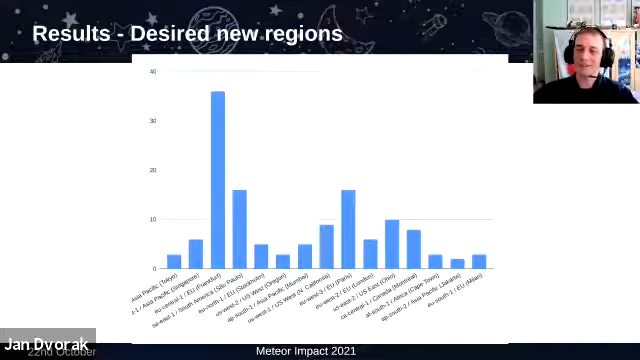 Results - Desired new regions
40
30
20
10
0
Asia Pacific (Tokyo)
-1 / Asia Pacific (Singapore)
eu-central-1 / EU (Frankfurt)
sa-east-1 / South America (São Paulo)
eu-north-1 / EU (Stockholm)
us-west-2 / US West (Oregon)
ap-south-1 / Asia Pacific (Mumbai)
us-west-1 / US West (N. California)
eu-west-3 / EU (Paris)
eu-west-2 / EU (London)
us-east-2 / US East (Ohio)
ca-central-1 / Canada (Montreal)
af-south-1 / Africa (Cape Town)
ap-south-2 / Asia Pacific (Jakarta)
eu-south-1 / EU (Milan)
Jan Dvorak
22nd October
Meteor Impact 2021